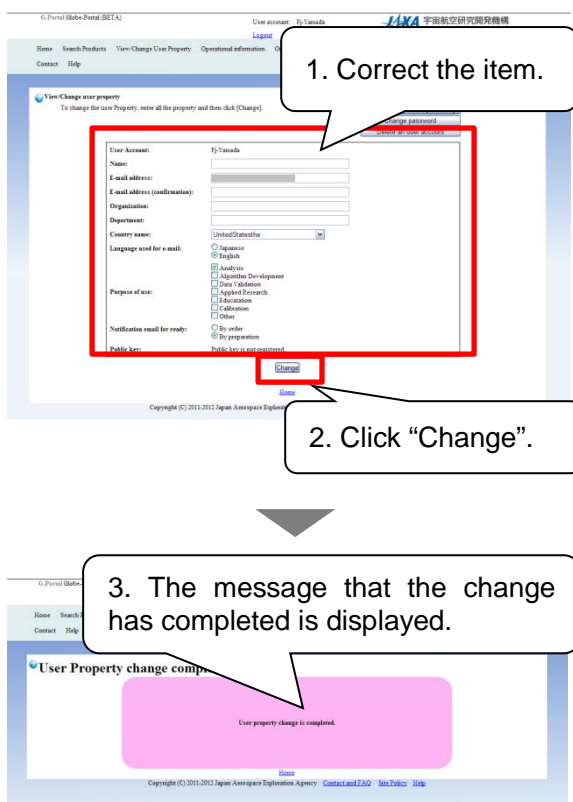 G-Portal Globe-Portal (BETA)
User account: Fj-Yamada
JAXA 宇宙航空研究開発機構
Logout
Home Search Products View/Change User Property Operational information
Contact Help
1. Correct the item.
View/Change user property
To change the user Property, enter all the property and then click [Change].
Change password
Delete an user account
User Account: Fj-Yamada
Name:
E-mail address:
E-mail address (confirmation):
Organization:
Department:
Country name: UnitedStatesthe
Language used for e-mail: Japanese
English
Purpose of use: Analysis
Algorithm Development
Data Validation
Applied Research
Educatation
Calibration
Other
Notification email for ready: By order
By preparation
Public key: Public key is not registered.
Change
Home
Copyright (C) 2011-2012 Japan Aerospace
2. Click “Change”.
3. The message that the change
has completed is displayed.
G-Portal
Home
Contact Help
User Property change
User property change is completed.
Home
Copyright (C) 2011-2012 Japan Aerospace Exploration Agency Contact and FAQ Site Policy Help